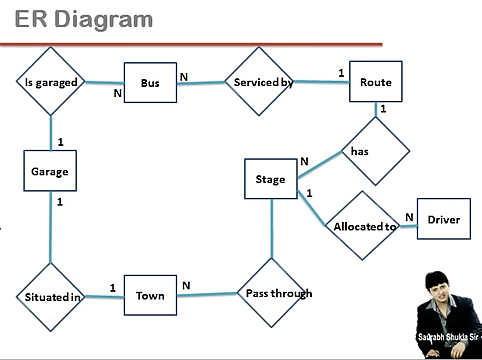 ER Diagram
Is garaged
Bus
N
N
Serviced by
1
Route
1
1
Garage
1
has
N
Stage
1
Allocated to
N
Driver
Situated in
1
Town
N
Pass through
Saurabh Shukla Sir